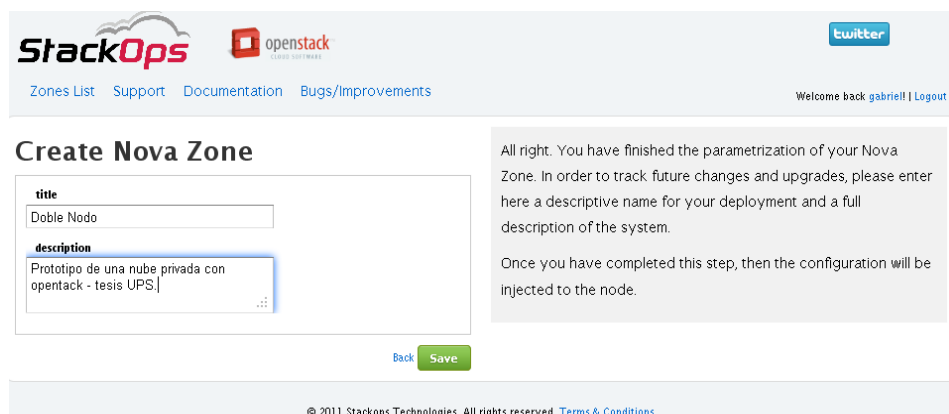 StackOps
openstack
CLOUD SOFTWARE
twitter
Zones List Support Documentation Bugs/Improvements
Welcome back gabriel! | Logout
Create Nova Zone
title
Doble Nodo
description
Prototipo de una nube privada con
opentack - tesis UPS.
Back Save
All right. You have finished the parametrization of your Nova
Zone. In order to track future changes and upgrades, please enter
here a descriptive name for your deployment and a full
description of the system.
Once you have completed this step, then the configuration will be
injected to the node.
© 2011 Stackops Technologies. All rights reserved. Terms & Conditions